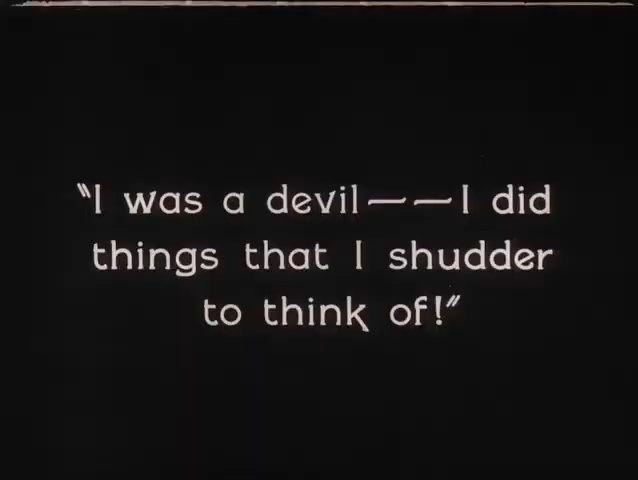 "I was a devil——I did
things that I shudder
to think of!"